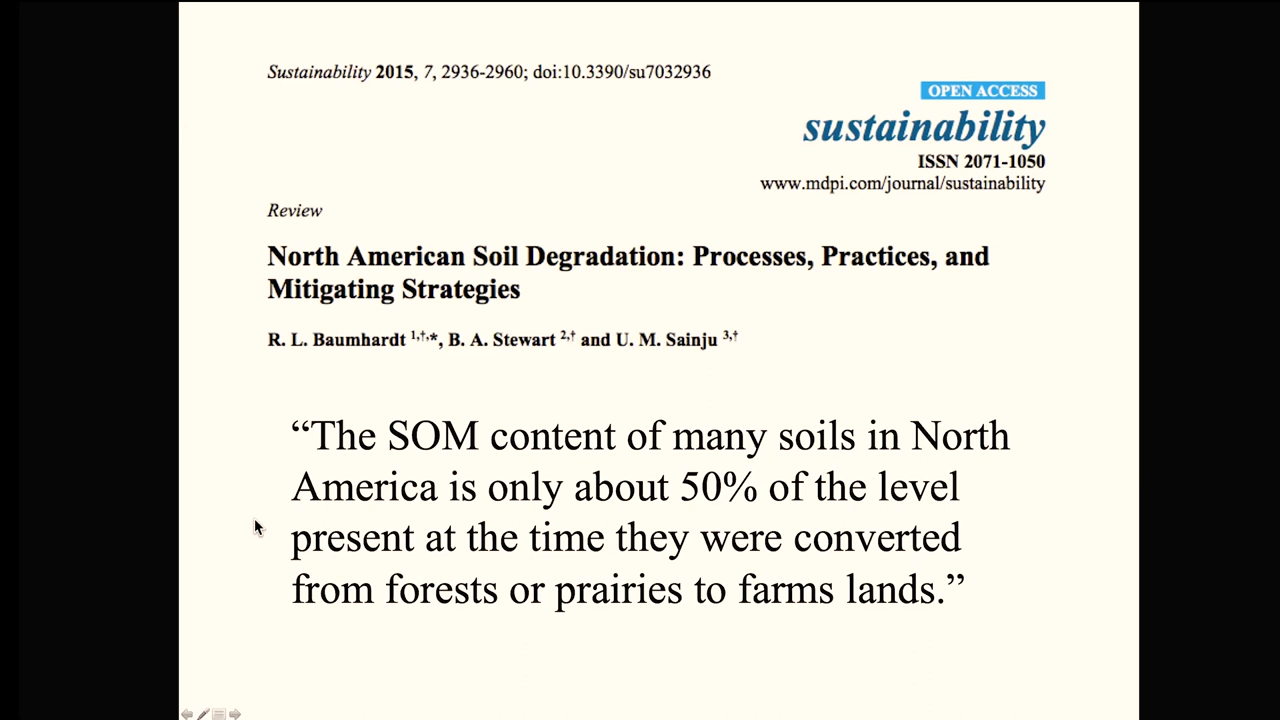 Sustainability 2015, 7, 2936-2960; doi:10.3390/su7032936
OPEN ACCESS
sustainability
ISSN 2071-1050
www.mdpi.com/journal/sustainability
Review
North American Soil Degradation: Processes, Practices, and
Mitigating Strategies
R. L. Baumhardt 1,†,*, B. A. Stewart 2,† and U. M. Sainju 3,†
“The SOM content of many soils in North
America is only about 50% of the level
present at the time they were converted
from forests or prairies to farms lands.”